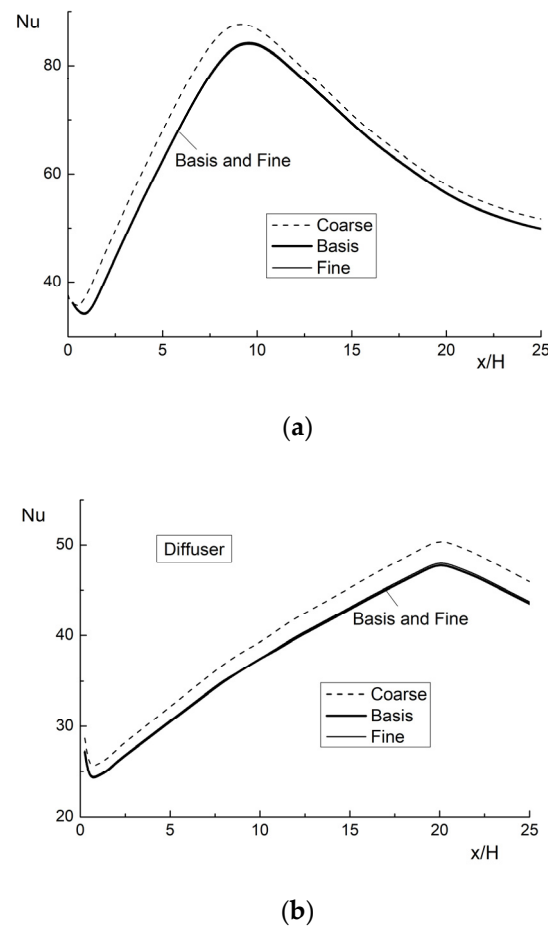 Nu
80
60
40
Basis and Fine
Coarse
Basis
Fine
0 5 10 15 20 25
x/H
(a)
Nu
Diffuser
50
40
30
20
Basis and Fine
Coarse
Basis
Fine
0 5 10 15 20 25
x/H
(b)